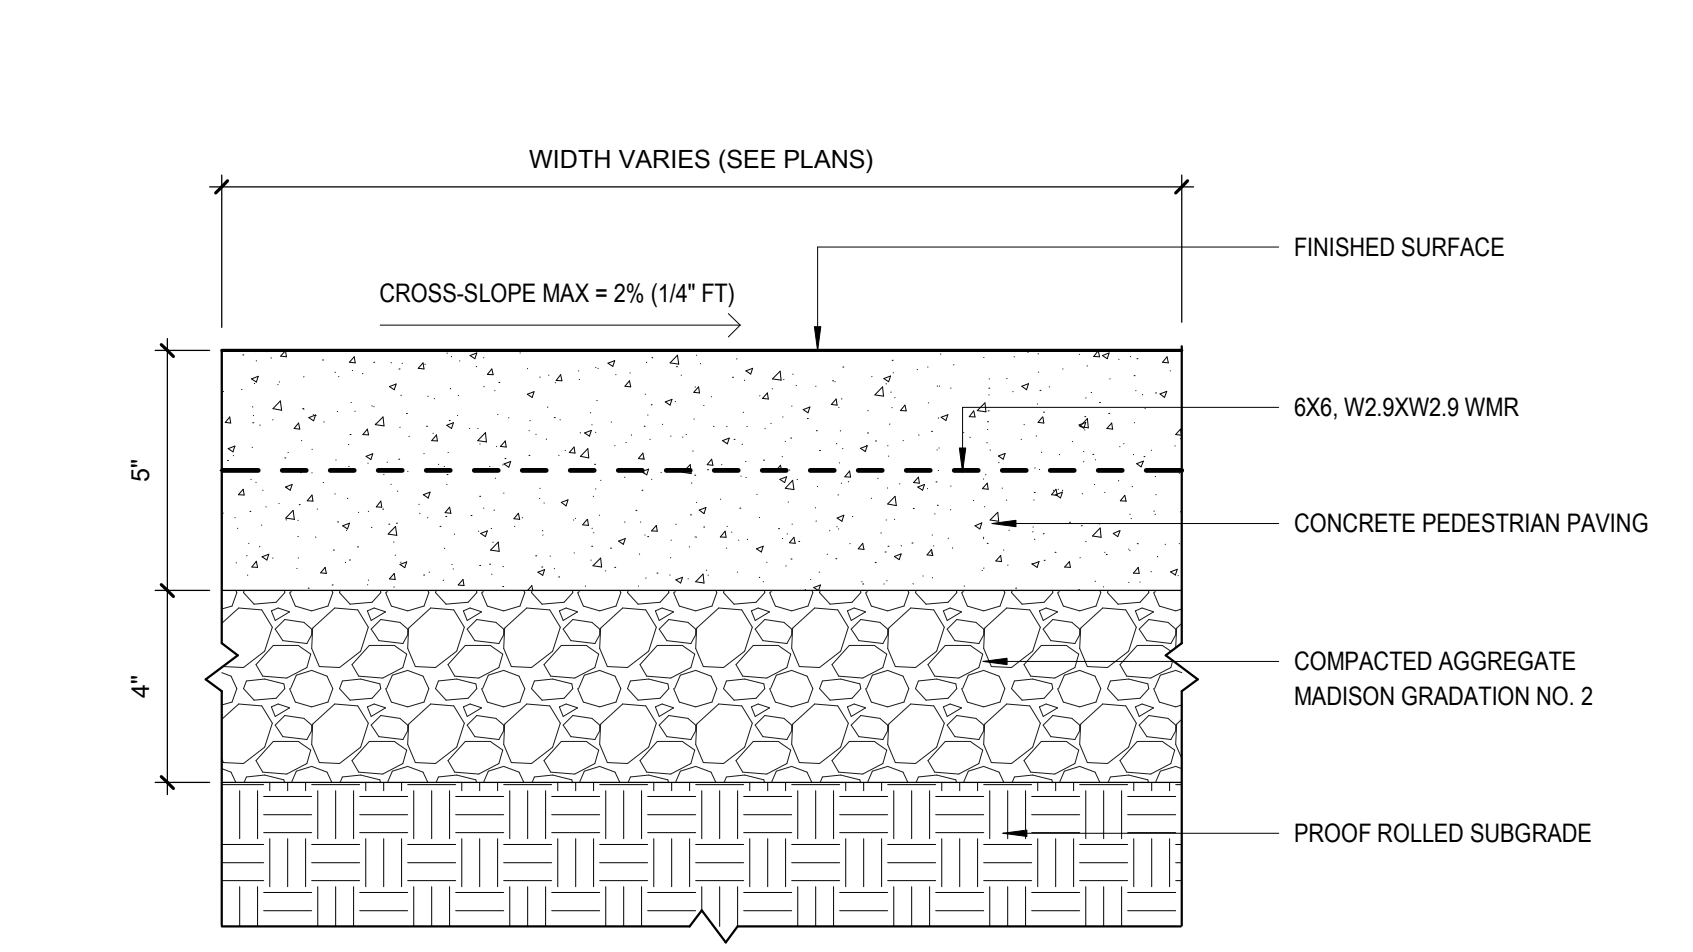 WIDTH VARIES (SEE PLANS)
FINISHED SURFACE
CROSS-SLOPE MAX = 2% (1/4" FT)
6X6, W2.9XW2.9 WMR
5"
CONCRETE PEDESTRIAN PAVING
4"
COMPACTED AGGREGATE
MADISON GRADATION NO. 2
PROOF ROLLED SUBGRADE